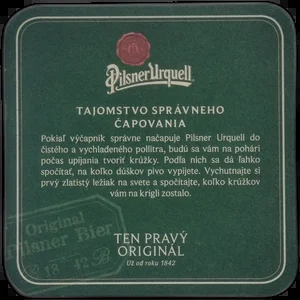 Pilsner Urquell
TAJOMSTVO SPRÁVNEHO
ČAPOVANIA
Pokiaľ výčapník správne načapuje Pilsner Urquell do
čistého a vychladeného pollitra, budú sa vám na pohári
počas upíjania tvoriť krúžky. Podľa nich sa dá ľahko
spočítať, na koľko dúškov pivo vypijete. Vychutnajte si
prvý zlatistý ležiak na svete a spočítajte, koľko krúžkov
vám na krígli zostalo.
Original
Pilsner Bier
18 42 B
TEN PRAVÝ
ORIGINÁL
Už od roku 1842